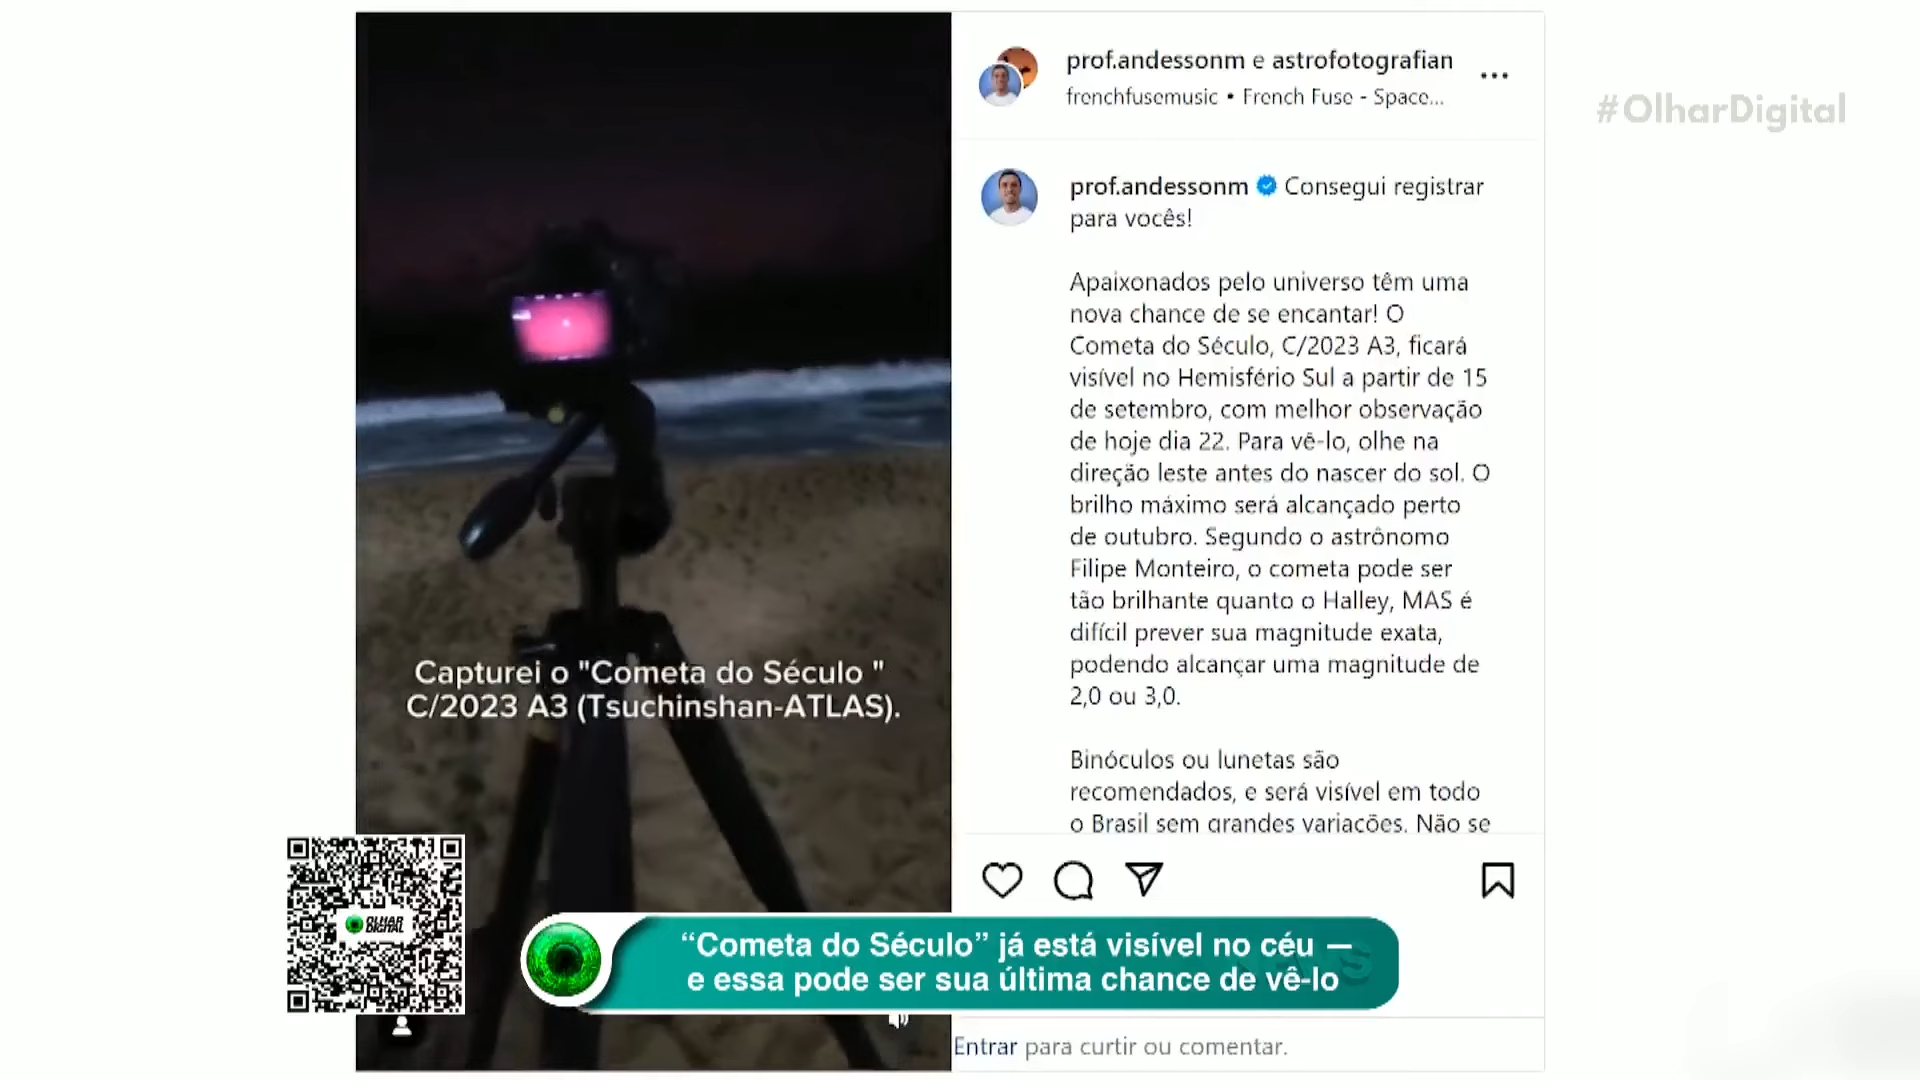 prof.andessonm e astrofotografian
frenchfusemusic • French Fuse - Space...
#OlharDigital
prof.andessonm Consegui registrar
para vocês!
Apaixonados pelo universo têm uma
nova chance de se encantar! O
Cometa do Século, C/2023 A3, ficará
visível no Hemisfério Sul a partir de 15
de setembro, com melhor observação
de hoje dia 22. Para vê-lo, olhe na
direção leste antes do nascer do sol. O
brilho máximo será alcançado perto
de outubro. Segundo o astrônomo
Filipe Monteiro, o cometa pode ser
tão brilhante quanto o Halley, MAS é
difícil prever sua magnitude exata,
podendo alcançar uma magnitude de
2,0 ou 3,0.
Binóculos ou lunetas são
recomendados, e será visível em todo
o Brasil sem grandes variações. Não se
Capturei o "Cometa do Século "
C/2023 A3 (Tsuchinshan-ATLAS).
OLHAR
DIGITAL
“Cometa do Século” já está visível no céu —
e essa pode ser sua última chance de vê-lo
Entrar para curtir ou comentar.